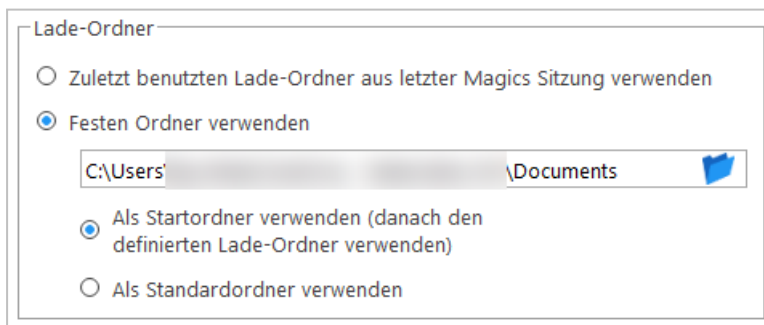 Lade-Ordner
Zuletzt benutzten Lade-Ordner aus letzter Magics Sitzung verwenden
Festen Ordner verwenden
C:\Users\ \Documents
Als Startordner verwenden (danach den
definierten Lade-Ordner verwenden)
Als Standardordner verwenden